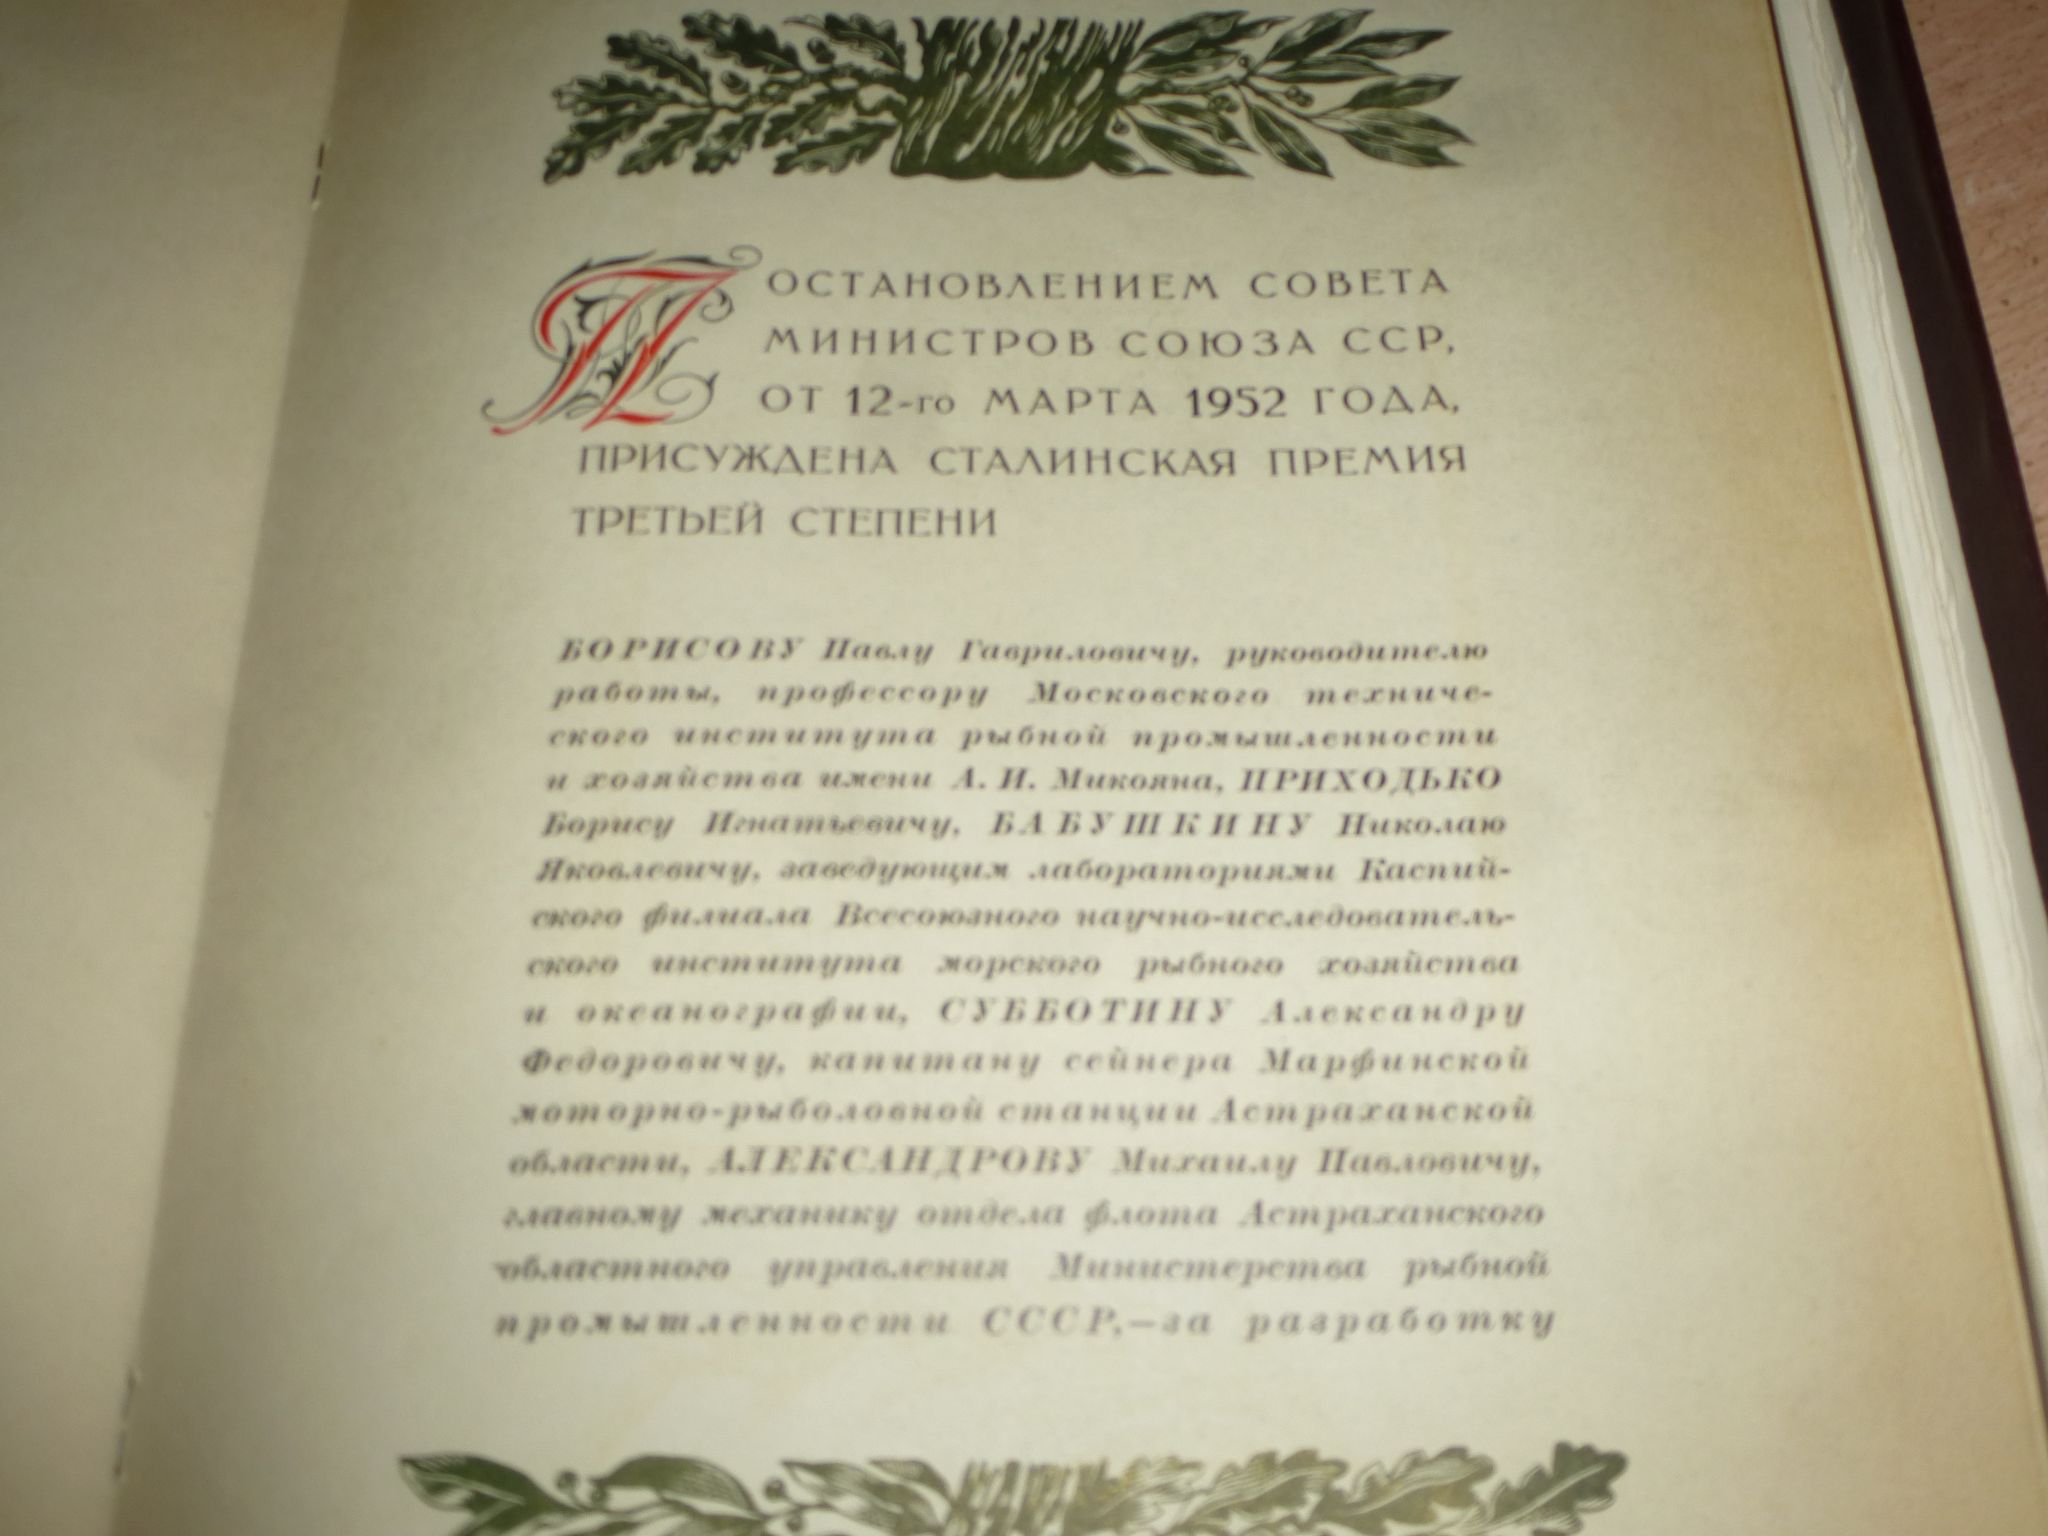 ПОСТАНОВЛЕНИЕМ СОВЕТА
МИНИСТРОВ СОЮЗА ССР,
ОТ 12-го МАРТА 1952 ГОДА,
ПРИСУЖДЕНА СТАЛИНСКАЯ ПРЕМИЯ
ТРЕТЬЕЙ СТЕПЕНИ
БОРИСОВУ Павлу Гавриловичу, руководителю
работы, профессору Московского техниче-
ского института рыбной промышленности
и хозяйства имени А. И. Микояна, ПРИХОДЬКО
Борису Игнатьевичу, БАБУШКИНУ Николаю
Яковлевичу, заведующим лабораториями Каспий-
ского филиала Всесоюзного научно-исследователь-
ского института морского рыбного хозяйства
и океанографии, СУББОТИНУ Александру
Федоровичу, капитану сейнера Марфинской
моторно-рыболовной станции Астраханской
области, АЛЕКСАНДРОВУ Михаилу Павловичу,
главному механику отдела флота Астраханского
областного управления Министерства рыбной
промышленности СССР,—за разработку